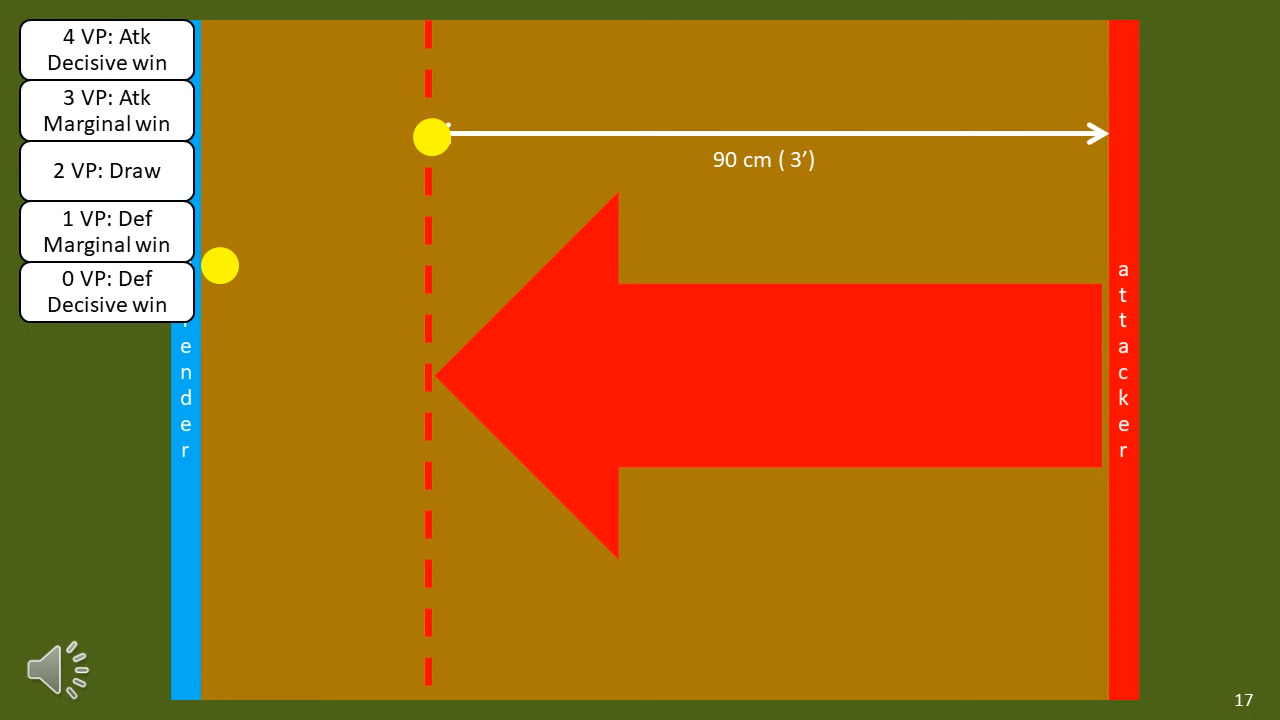 4 VP: Atk
Decisive win
3 VP: Atk
Marginal win
2 VP: Draw
1 VP: Def
Marginal win
0 VP: Def
Decisive win
90 cm ( 3’)
e
n
d
e
r
a
t
t
a
c
k
e
r
17